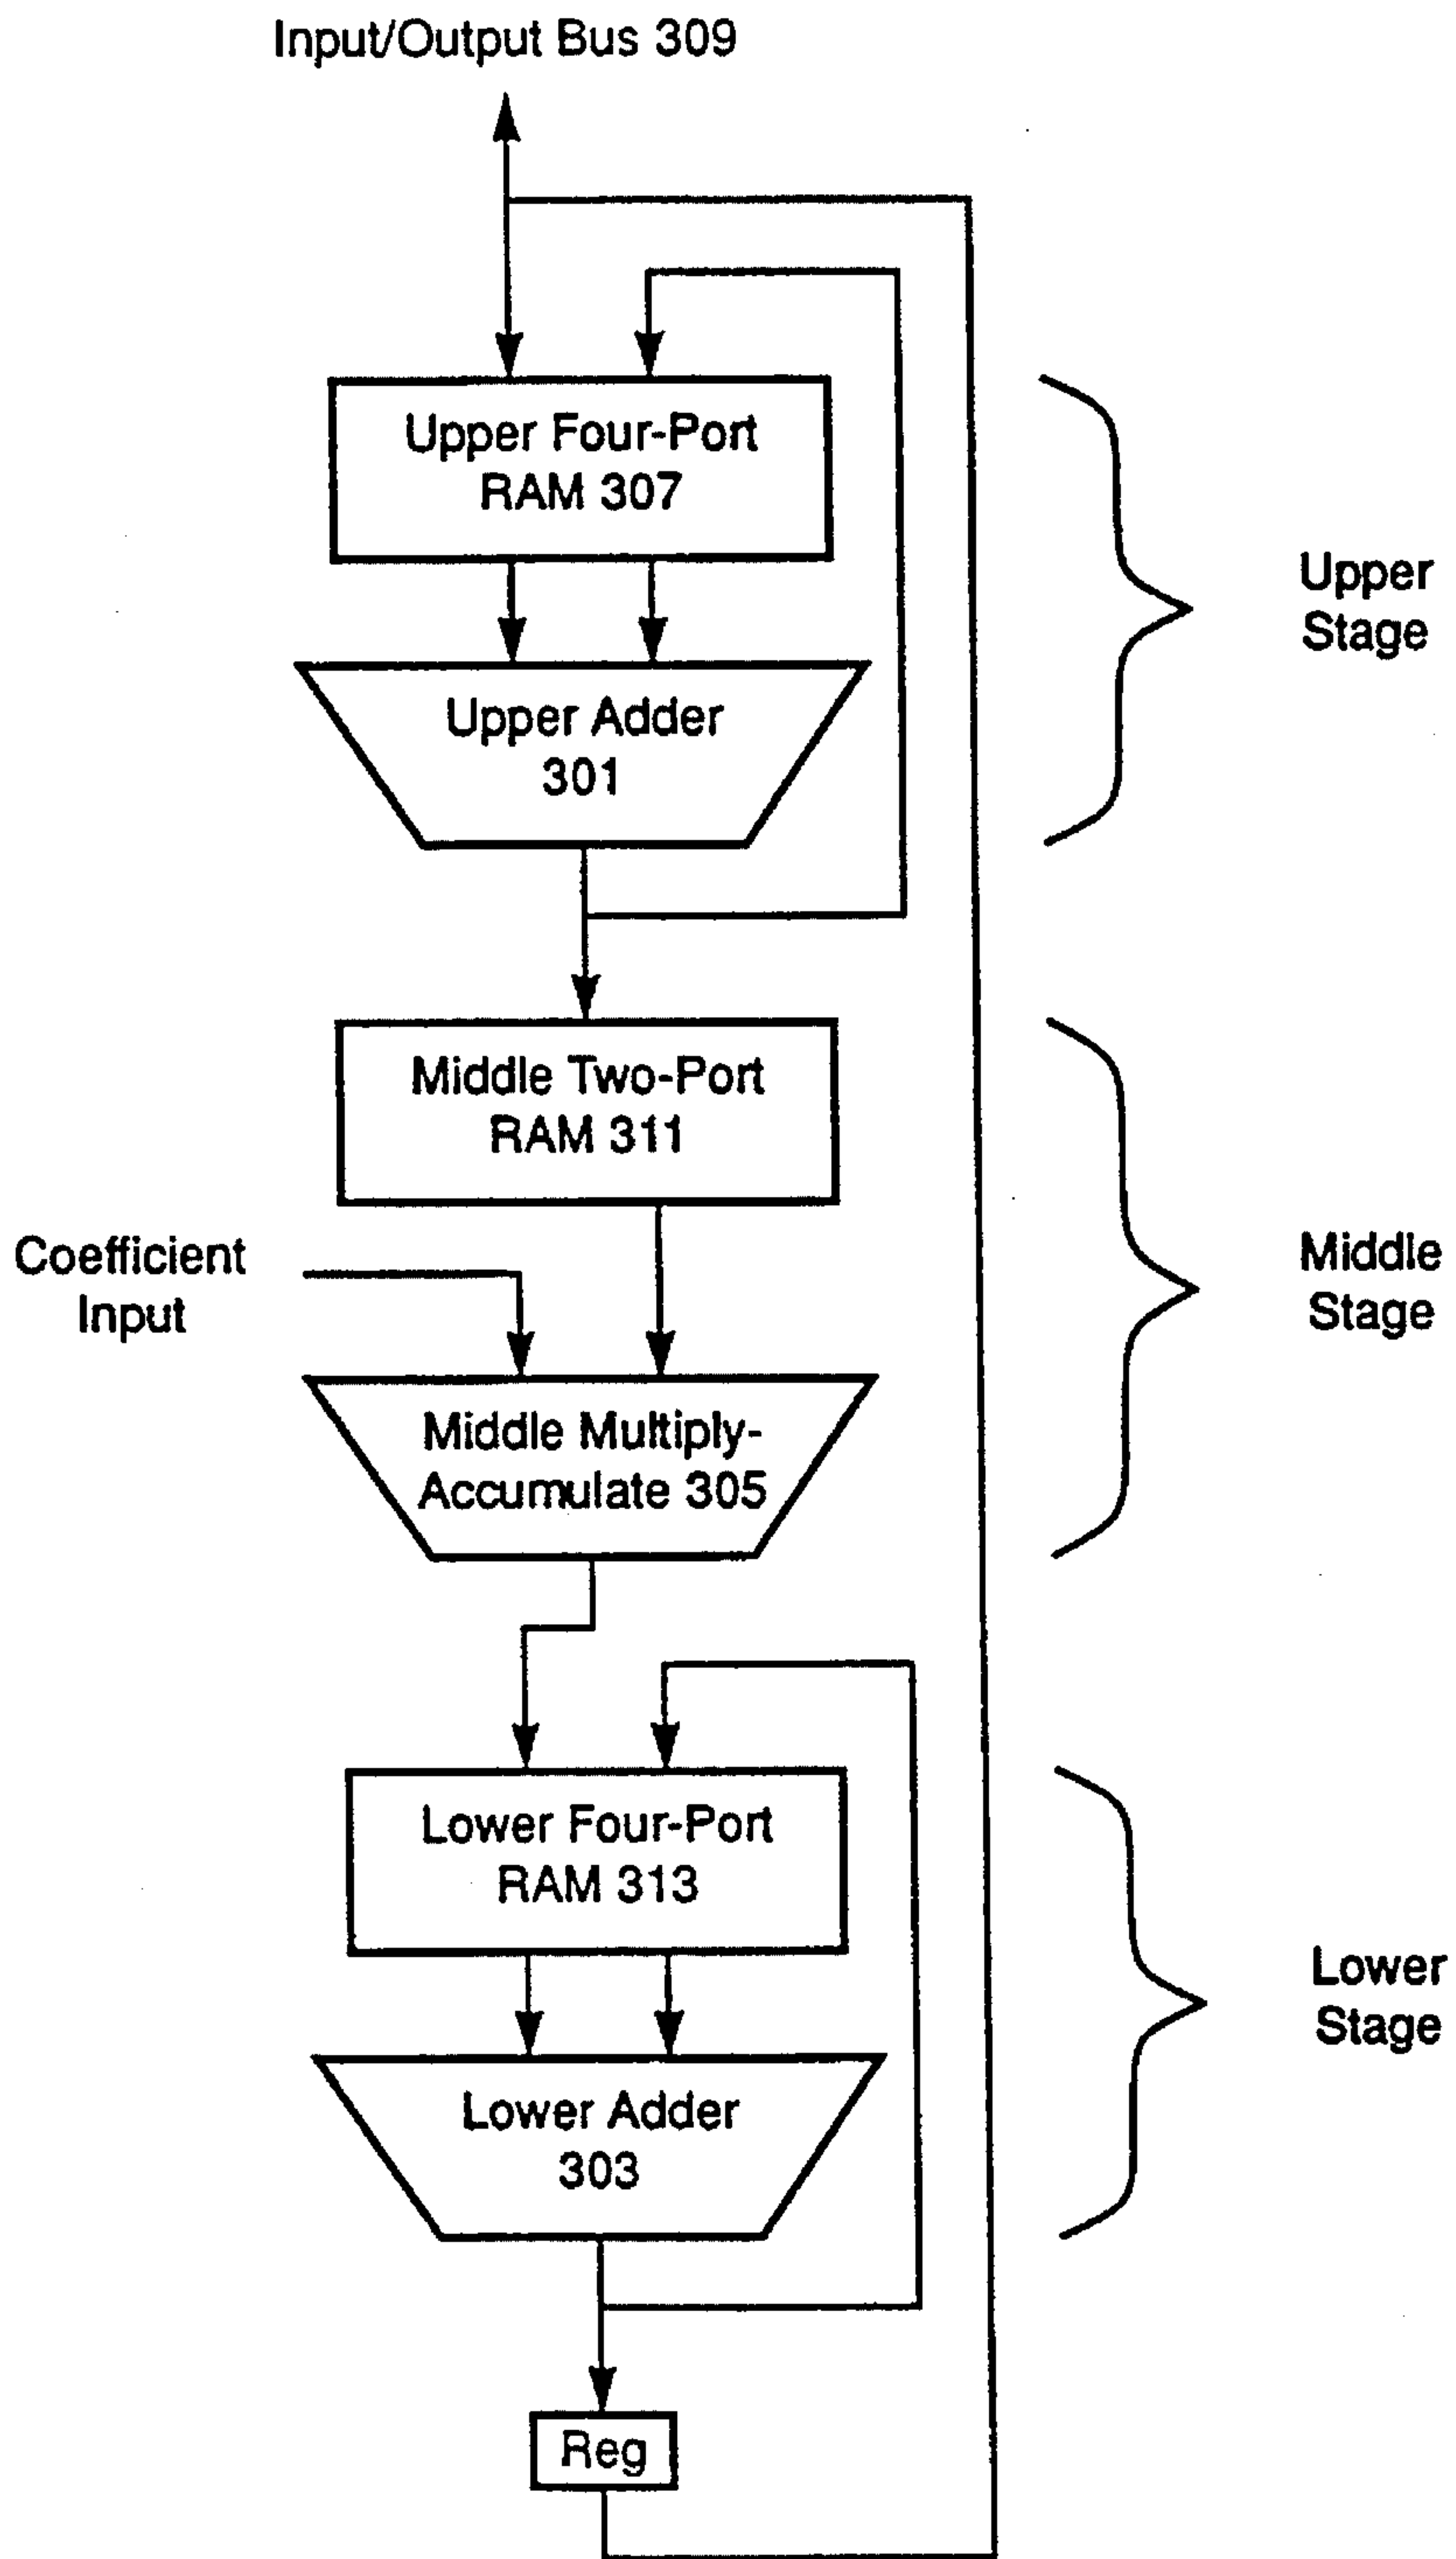 Input/Output Bus 309
Upper Four-Port
RAM 307
Upper
Stage
Upper Adder
301
Middle Two-Port
RAM 311
Coefficient
Input
Middle
Stage
Middle Multiply-
Accumulate 305
Lower Four-Port
RAM 313
Lower
Stage
Lower Adder
303
Reg